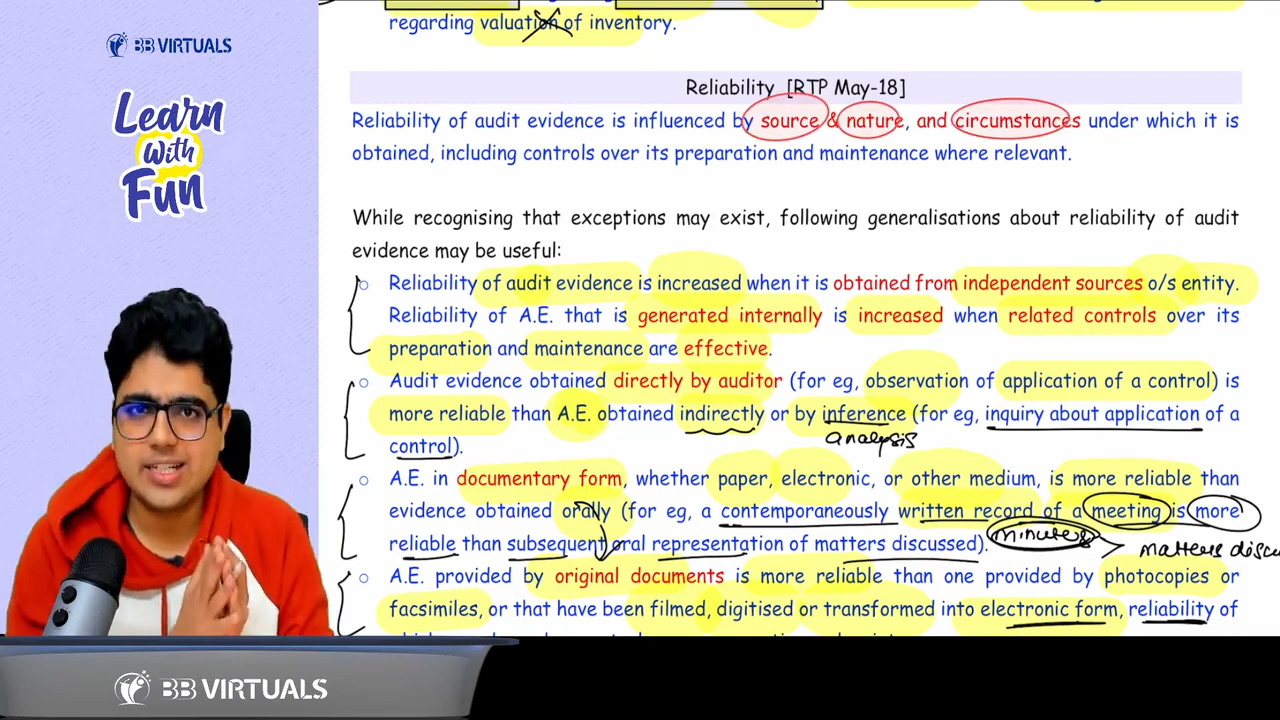 BB VIRTUALS
Learn
With
Fun
regarding valuation of inventory.
Reliability [RTP May-18]
Reliability of audit evidence is influenced by source & nature, and circumstances under which it is
obtained, including controls over its preparation and maintenance where relevant.
While recognising that exceptions may exist, following generalisations about reliability of audit
evidence may be useful:
○ Reliability of audit evidence is increased when it is obtained from independent sources o/s entity.
Reliability of A.E. that is generated internally is increased when related controls over its
preparation and maintenance are effective.
○ Audit evidence obtained directly by auditor (for eg, observation of application of a control) is
more reliable than A.E. obtained indirectly or by inference (for eg, inquiry about application of a
analysis
control).
○ A.E. in documentary form, whether paper, electronic, or other medium, is more reliable than
evidence obtained orally (for eg, a contemporaneously written record of a meeting is more
reliable than subsequent oral representation of matters discussed).
minutes
matters discu
○ A.E. provided by original documents is more reliable than one provided by photocopies or
facsimiles, or that have been filmed, digitised or transformed into electronic form, reliability of
BB VIRTUALS